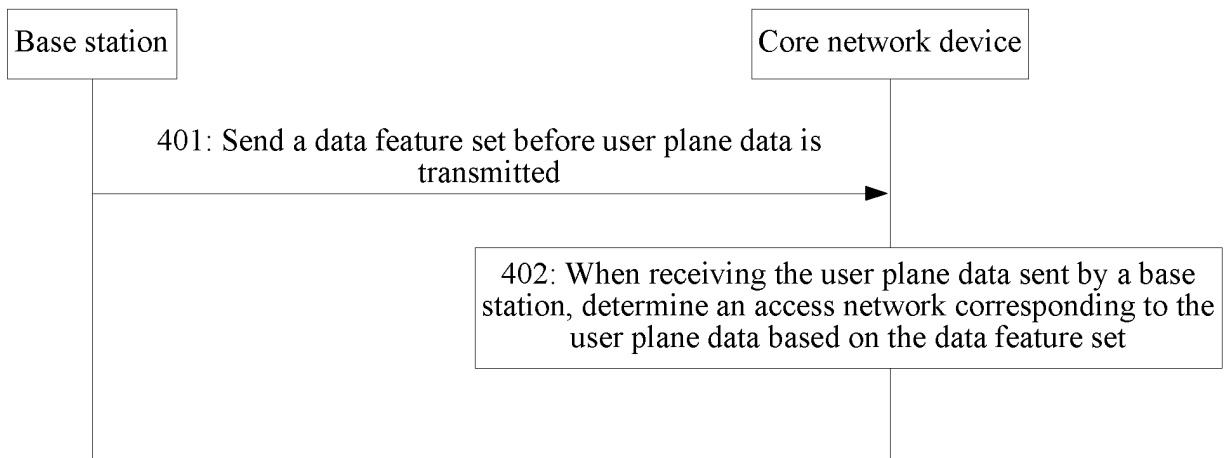 Base station
Core network device
401: Send a data feature set before user plane data is
transmitted
402: When receiving the user plane data sent by a base
station, determine an access network corresponding to the
user plane data based on the data feature set